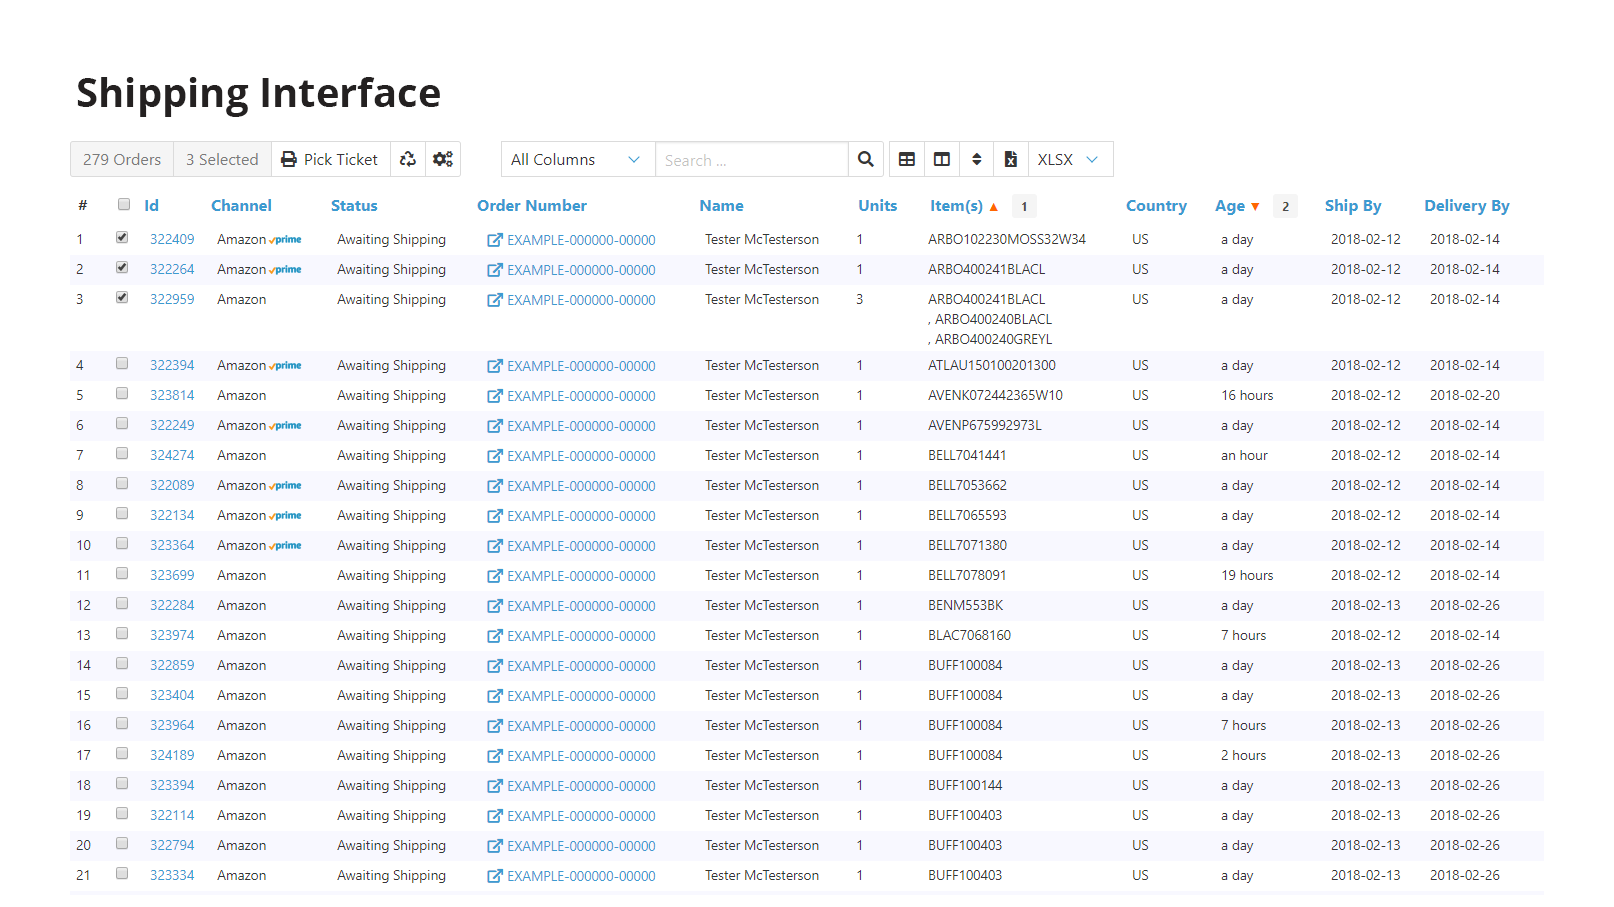 Shipping Interface
279 Orders 3 Selected Pick Ticket All Columns Search ... XLSX
# Id Channel Status Order Number Name Units Item(s) ▲ 1 Country Age ▼ 2 Ship By Delivery By
1 322409 Amazon prime Awaiting Shipping EXAMPLE-000000-00000 Tester McTesterson 1 ARBO102230MOSS32W34 US a day 2018-02-12 2018-02-14
2 322264 Amazon prime Awaiting Shipping EXAMPLE-000000-00000 Tester McTesterson 1 ARBO400241BLACL US a day 2018-02-12 2018-02-14
3 322959 Amazon Awaiting Shipping EXAMPLE-000000-00000 Tester McTesterson 3 ARBO400241BLACL US a day 2018-02-12 2018-02-14
, ARBO400240BLACL
, ARBO400240GREYL
4 322394 Amazon prime Awaiting Shipping EXAMPLE-000000-00000 Tester McTesterson 1 ATLAU150100201300 US a day 2018-02-12 2018-02-14
5 323814 Amazon Awaiting Shipping EXAMPLE-000000-00000 Tester McTesterson 1 AVENK072442365W10 US 16 hours 2018-02-12 2018-02-20
6 322249 Amazon prime Awaiting Shipping EXAMPLE-000000-00000 Tester McTesterson 1 AVENP675992973L US a day 2018-02-12 2018-02-14
7 324274 Amazon Awaiting Shipping EXAMPLE-000000-00000 Tester McTesterson 1 BELL7041441 US an hour 2018-02-12 2018-02-14
8 322089 Amazon prime Awaiting Shipping EXAMPLE-000000-00000 Tester McTesterson 1 BELL7053662 US a day 2018-02-12 2018-02-14
9 322134 Amazon prime Awaiting Shipping EXAMPLE-000000-00000 Tester McTesterson 1 BELL7065593 US a day 2018-02-12 2018-02-14
10 323364 Amazon prime Awaiting Shipping EXAMPLE-000000-00000 Tester McTesterson 1 BELL7071380 US a day 2018-02-12 2018-02-14
11 323699 Amazon Awaiting Shipping EXAMPLE-000000-00000 Tester McTesterson 1 BELL7078091 US 19 hours 2018-02-12 2018-02-14
12 322284 Amazon Awaiting Shipping EXAMPLE-000000-00000 Tester McTesterson 1 BENM553BK US a day 2018-02-13 2018-02-26
13 323974 Amazon Awaiting Shipping EXAMPLE-000000-00000 Tester McTesterson 1 BLAC7068160 US 7 hours 2018-02-12 2018-02-14
14 322859 Amazon Awaiting Shipping EXAMPLE-000000-00000 Tester McTesterson 1 BUFF100084 US a day 2018-02-13 2018-02-26
15 323404 Amazon Awaiting Shipping EXAMPLE-000000-00000 Tester McTesterson 1 BUFF100084 US a day 2018-02-13 2018-02-26
16 323964 Amazon Awaiting Shipping EXAMPLE-000000-00000 Tester McTesterson 1 BUFF100084 US 7 hours 2018-02-13 2018-02-26
17 324189 Amazon Awaiting Shipping EXAMPLE-000000-00000 Tester McTesterson 1 BUFF100084 US 2 hours 2018-02-13 2018-02-26
18 323394 Amazon Awaiting Shipping EXAMPLE-000000-00000 Tester McTesterson 1 BUFF100144 US a day 2018-02-13 2018-02-26
19 322114 Amazon Awaiting Shipping EXAMPLE-000000-00000 Tester McTesterson 1 BUFF100403 US a day 2018-02-13 2018-02-26
20 322794 Amazon Awaiting Shipping EXAMPLE-000000-00000 Tester McTesterson 1 BUFF100403 US a day 2018-02-13 2018-02-26
21 323334 Amazon Awaiting Shipping EXAMPLE-000000-00000 Tester McTesterson 1 BUFF100403 US a day 2018-02-13 2018-02-26